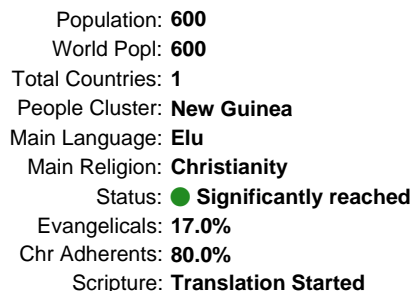 Population: 600
World Popl: 600
Total Countries: 1
People Cluster: New Guinea
Main Language: Elu
Main Religion: Christianity
Status: Significantly reached
Evangelicals: 17.0%
Chr Adherents: 80.0%
Scripture: Translation Started